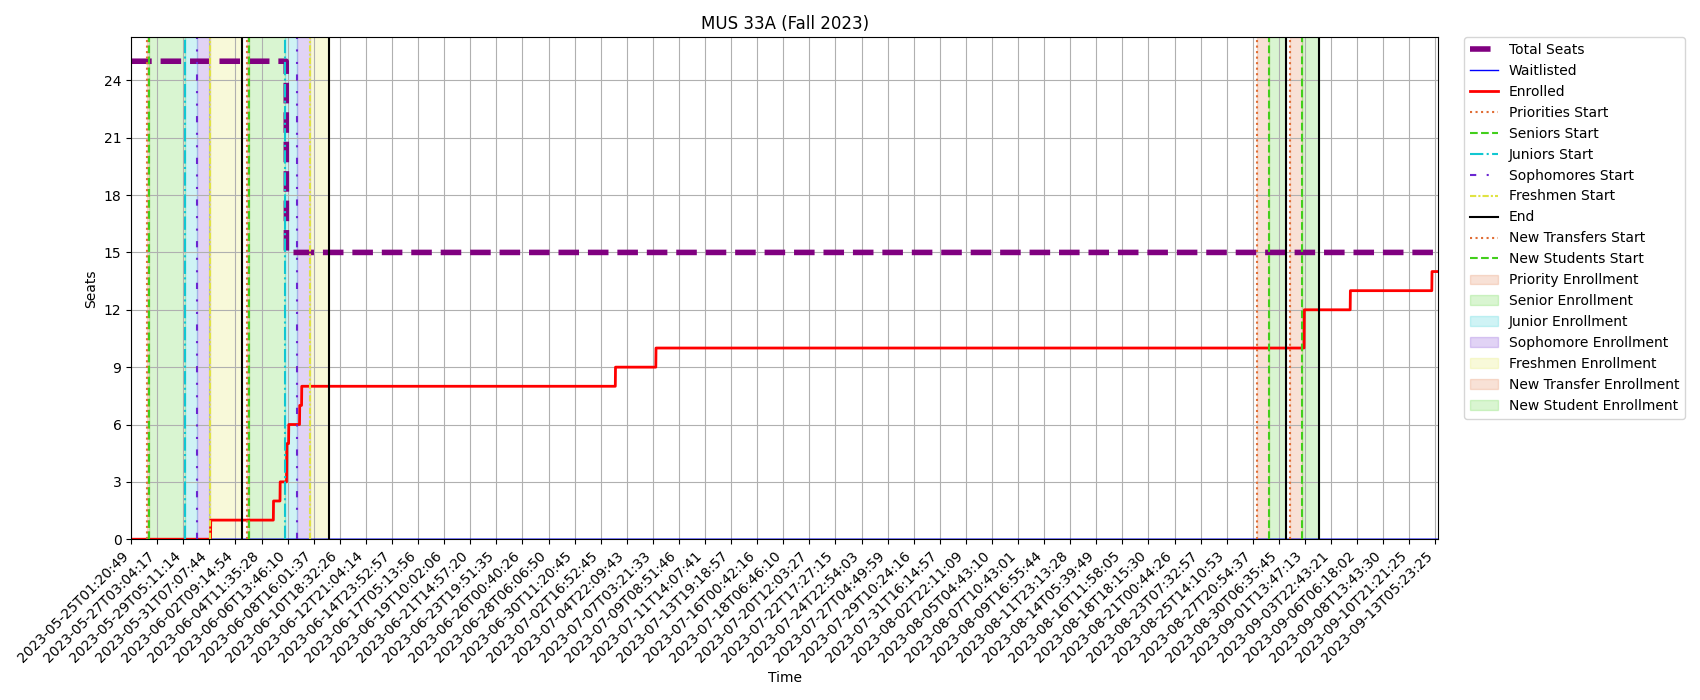 MUS 33A (Fall 2023)
24
21
18
15
12
9
6
3
0
Seats
2023-05-25T01:20:49
2023-05-27T03:04:17
2023-05-29T05:11:14
2023-05-31T07:07:44
2023-06-02T09:14:54
2023-06-04T11:35:28
2023-06-06T13:46:10
2023-06-08T16:01:37
2023-06-10T18:32:26
2023-06-12T21:04:14
2023-06-14T23:52:57
2023-06-17T05:13:56
2023-06-19T10:02:06
2023-06-21T14:57:20
2023-06-23T19:51:35
2023-06-26T00:40:26
2023-06-28T06:06:50
2023-06-30T11:20:45
2023-07-02T16:52:45
2023-07-04T22:09:43
2023-07-07T03:21:33
2023-07-09T08:51:46
2023-07-11T14:07:41
2023-07-13T19:18:57
2023-07-16T00:42:16
2023-07-18T06:46:10
2023-07-20T12:03:27
2023-07-22T17:27:15
2023-07-24T22:54:03
2023-07-27T04:49:59
2023-07-29T10:24:16
2023-07-31T16:14:57
2023-08-02T22:11:09
2023-08-05T04:43:10
2023-08-07T10:43:01
2023-08-09T16:55:44
2023-08-11T23:13:28
2023-08-14T05:39:49
2023-08-16T11:58:05
2023-08-18T18:15:30
2023-08-21T00:44:26
2023-08-23T07:32:57
2023-08-25T14:10:53
2023-08-27T20:54:37
2023-08-30T06:35:45
2023-09-01T13:47:13
2023-09-03T22:43:21
2023-09-06T06:18:02
2023-09-08T13:43:30
2023-09-10T21:21:25
2023-09-13T05:23:25
Time
Total Seats
Waitlisted
Enrolled
Priorities Start
Seniors Start
Juniors Start
Sophomores Start
Freshmen Start
End
New Transfers Start
New Students Start
Priority Enrollment
Senior Enrollment
Junior Enrollment
Sophomore Enrollment
Freshmen Enrollment
New Transfer Enrollment
New Student Enrollment